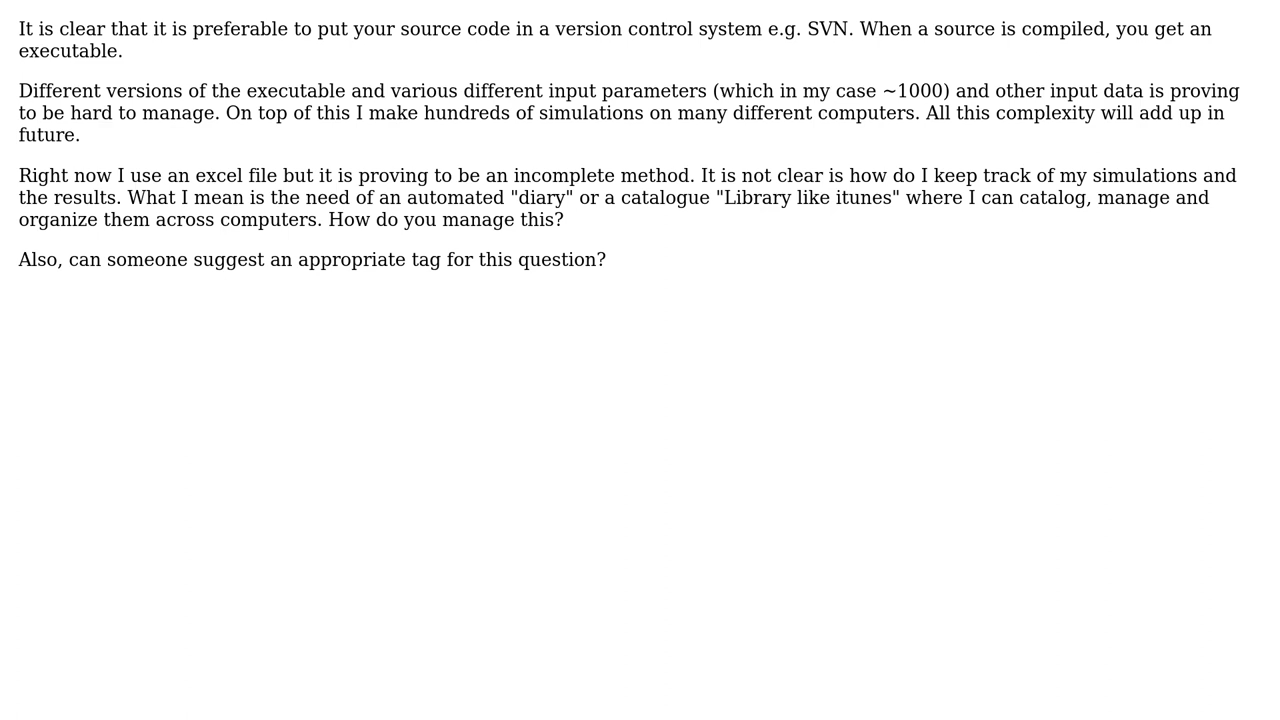 It is clear that it is preferable to put your source code in a version control system e.g. SVN. When a source is compiled, you get an
executable.
Different versions of the executable and various different input parameters (which in my case ~1000) and other input data is proving
to be hard to manage. On top of this I make hundreds of simulations on many different computers. All this complexity will add up in
future.
Right now I use an excel file but it is proving to be an incomplete method. It is not clear is how do I keep track of my simulations and
the results. What I mean is the need of an automated "diary" or a catalogue "Library like itunes" where I can catalog, manage and
organize them across computers. How do you manage this?
Also, can someone suggest an appropriate tag for this question?